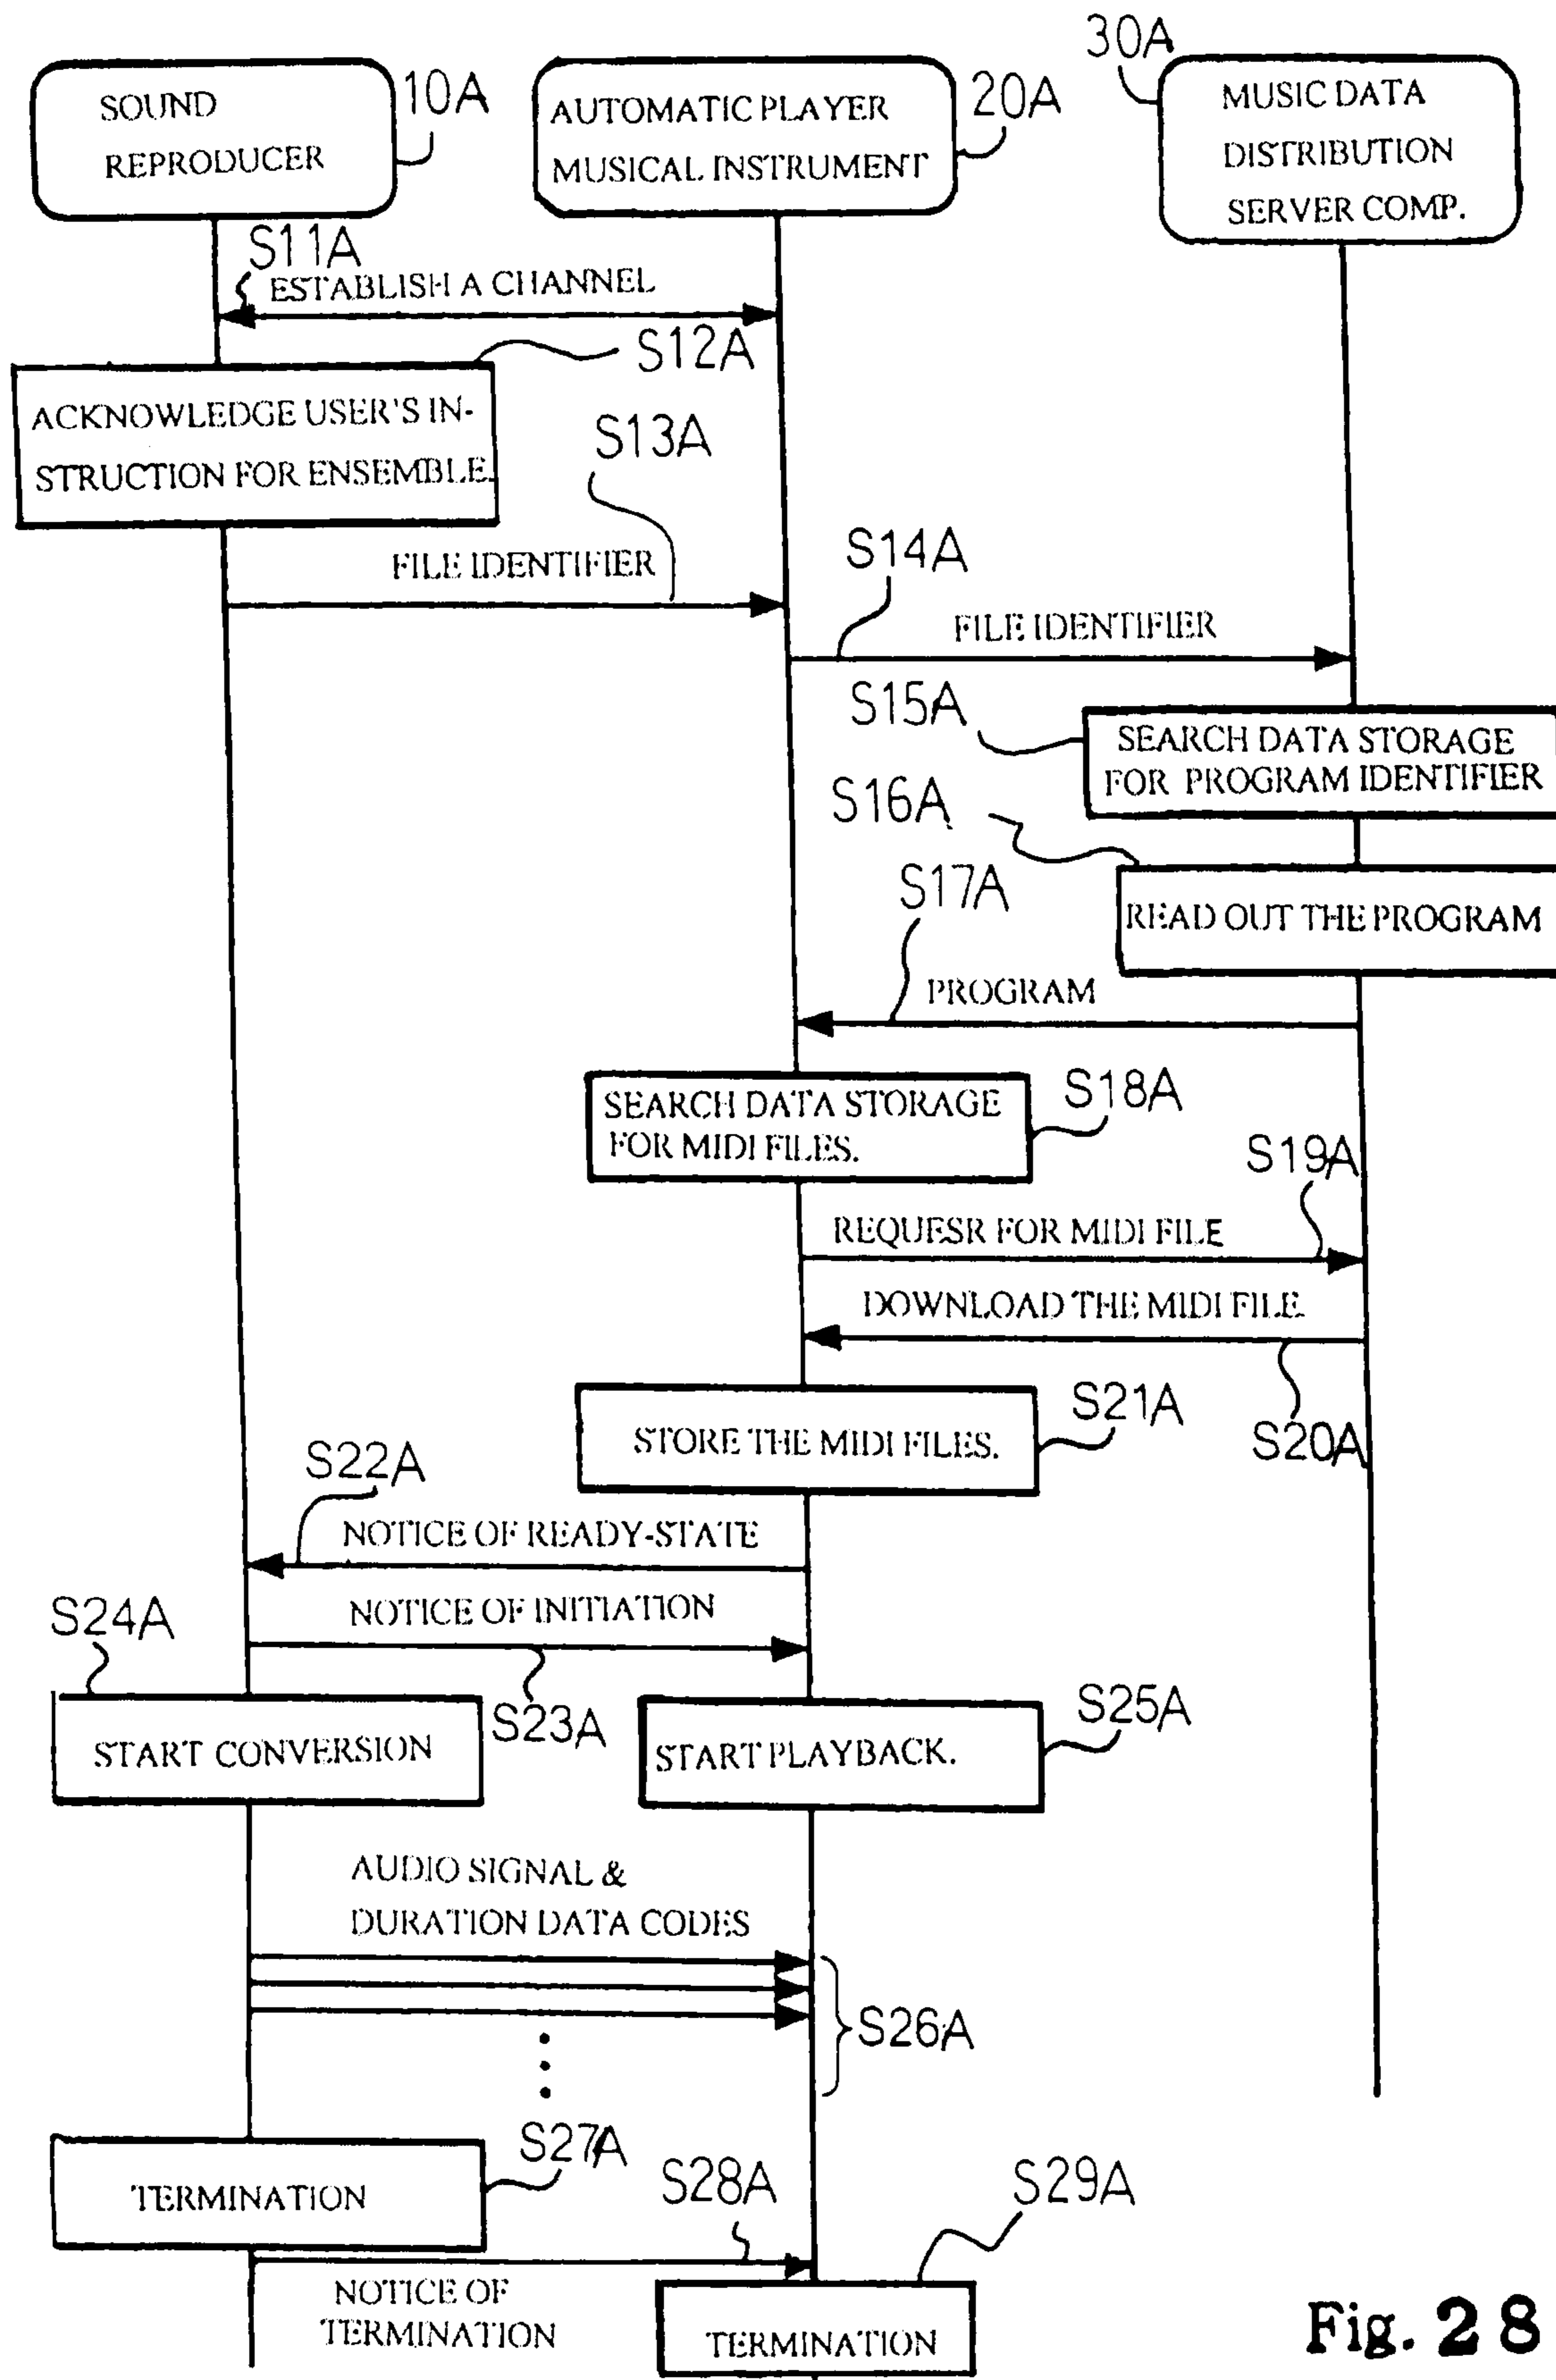 30A
SOUND
REPRODUCER
10A
AUTOMATIC PLAYER
MUSICAL INSTRUMENT
20A
MUSIC DATA
DISTRIBUTION
SERVER COMP.
S11A
ESTABLISH A CHANNEL
S12A
ACKNOWLEDGE USER'S IN-
STRUCTION FOR ENSEMBLE.
S13A
FILE IDENTIFIER
S14A
FILE IDENTIFIER
S15A
SEARCH DATA STORAGE
FOR PROGRAM IDENTIFIER
S16A
READ OUT THE PROGRAM
S17A
PROGRAM
SEARCH DATA STORAGE
FOR MIDI FILES.
S18A
S19A
REQUESR FOR MIDI FILE
DOWNLOAD THE MIDI FILE
S20A
STORE THE MIDI FILES.
S21A
S22A
NOTICE OF READY-STATE
NOTICE OF INITIATION
S24A
S23A
START CONVERSION
START PLAYBACK.
S25A
AUDIO SIGNAL &
DURATION DATA CODES
S26A
S27A
TERMINATION
S28A
S29A
NOTICE OF
TERMINATION
TERMINATION
Fig. 28